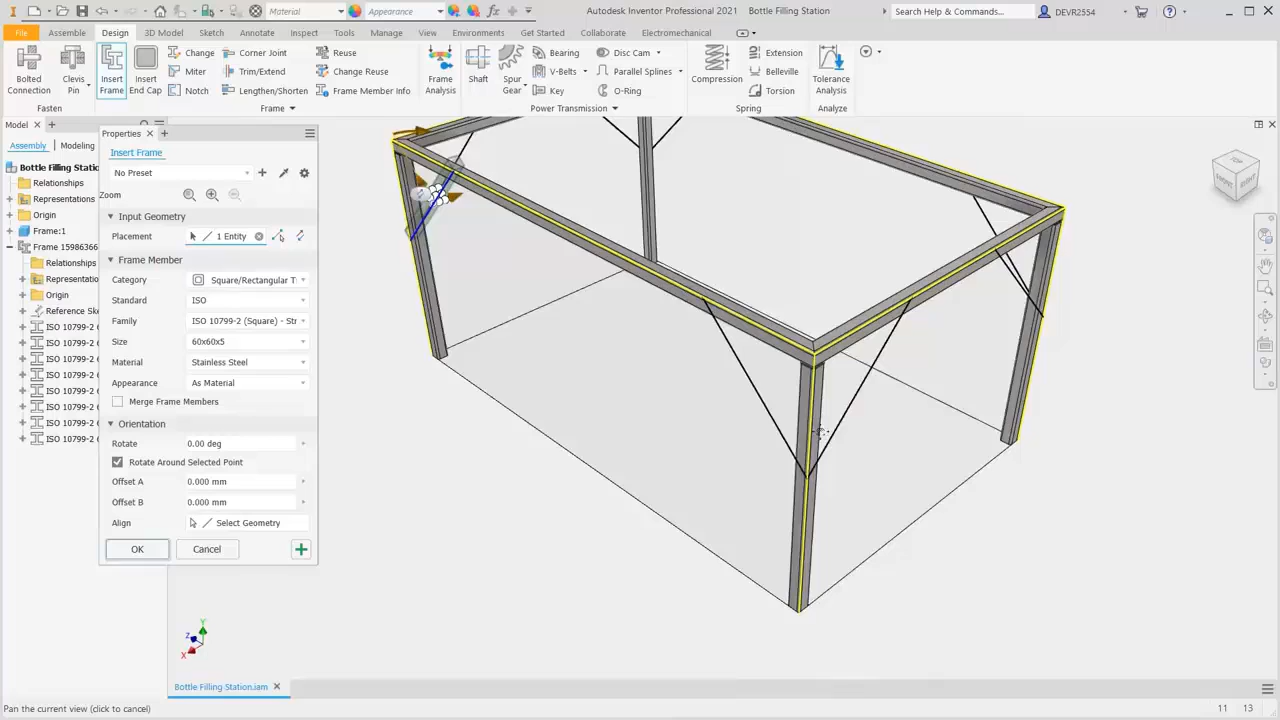 Material
Appearance
Autodesk Inventor Professional 2021 Bottle Filling Station
Search Help & Commands...
DEVR2554
File Assemble Design 3D Model Sketch Annotate Inspect Tools Manage View Environments Get Started Collaborate Electromechanical
Bolted Connection
Clevis Pin
Fasten
Insert Frame
Insert End Cap
Change
Miter
Notch
Corner Joint
Trim/Extend
Lengthen/Shorten
Reuse
Change Reuse
Frame Member Info
Frame
Frame Analysis
Shaft
Spur Gear
Bearing
V-Belts
Key
Disc Cam
Parallel Splines
O-Ring
Power Transmission
Compression
Extension
Belleville
Torsion
Spring
Tolerance Analysis
Analyze
Model
Assembly Modeling
Bottle Filling Statio
Relationships
Representations
Origin
Frame:1
Frame 15986366
Relationships
Representatio
Origin
Reference Ske
ISO 10799-2
ISO 10799-2
ISO 10799-2
ISO 10799-2
ISO 10799-2
ISO 10799-2
ISO 10799-2
ISO 10799-2
Properties
Insert Frame
No Preset
Zoom
Input Geometry
Placement 1 Entity
Frame Member
Category Square/Rectangular T
Standard ISO
Family ISO 10799-2 (Square) - Str
Size 60x60x5
Material Stainless Steel
Appearance As Material
Merge Frame Members
Orientation
Rotate 0.00 deg
Rotate Around Selected Point
Offset A 0.000 mm
Offset B 0.000 mm
Align Select Geometry
OK Cancel
TOP
FRONT
RIGHT
Y
Z
X
Bottle Filling Station.iam
Pan the current view (click to cancel)
11 13